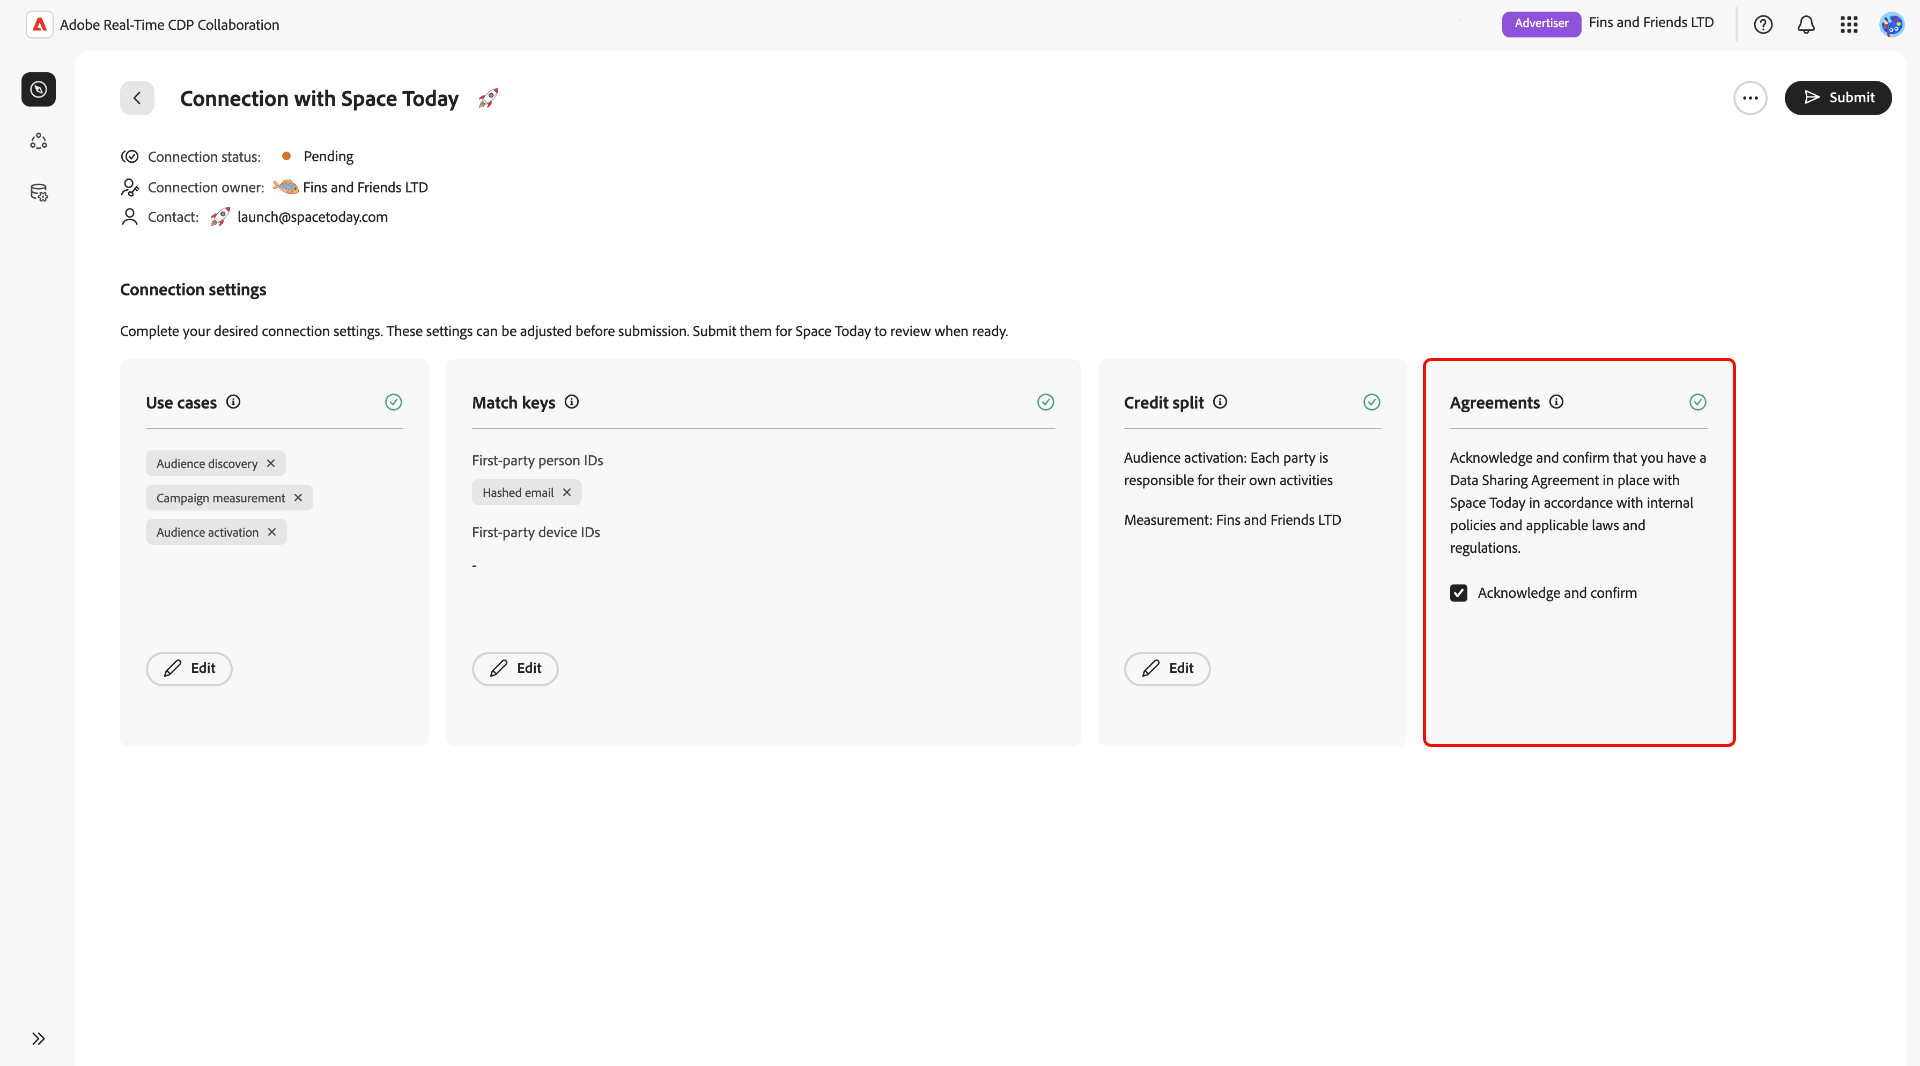 Adobe Real-Time CDP Collaboration
Advertiser
Fins and Friends LTD
Connection with Space Today
Submit
Connection status: Pending
Connection owner: Fins and Friends LTD
Contact: launch@spacetoday.com
Connection settings
Complete your desired connection settings. These settings can be adjusted before submission. Submit them for Space Today to review when ready.
Use cases
Audience discovery
Campaign measurement
Audience activation
Edit
Match keys
First-party person IDs
Hashed email
First-party device IDs
-
Edit
Credit split
Audience activation: Each party is
responsible for their own activities
Measurement: Fins and Friends LTD
Edit
Agreements
Acknowledge and confirm that you have a
Data Sharing Agreement in place with
Space Today in accordance with internal
policies and applicable laws and
regulations.
Acknowledge and confirm